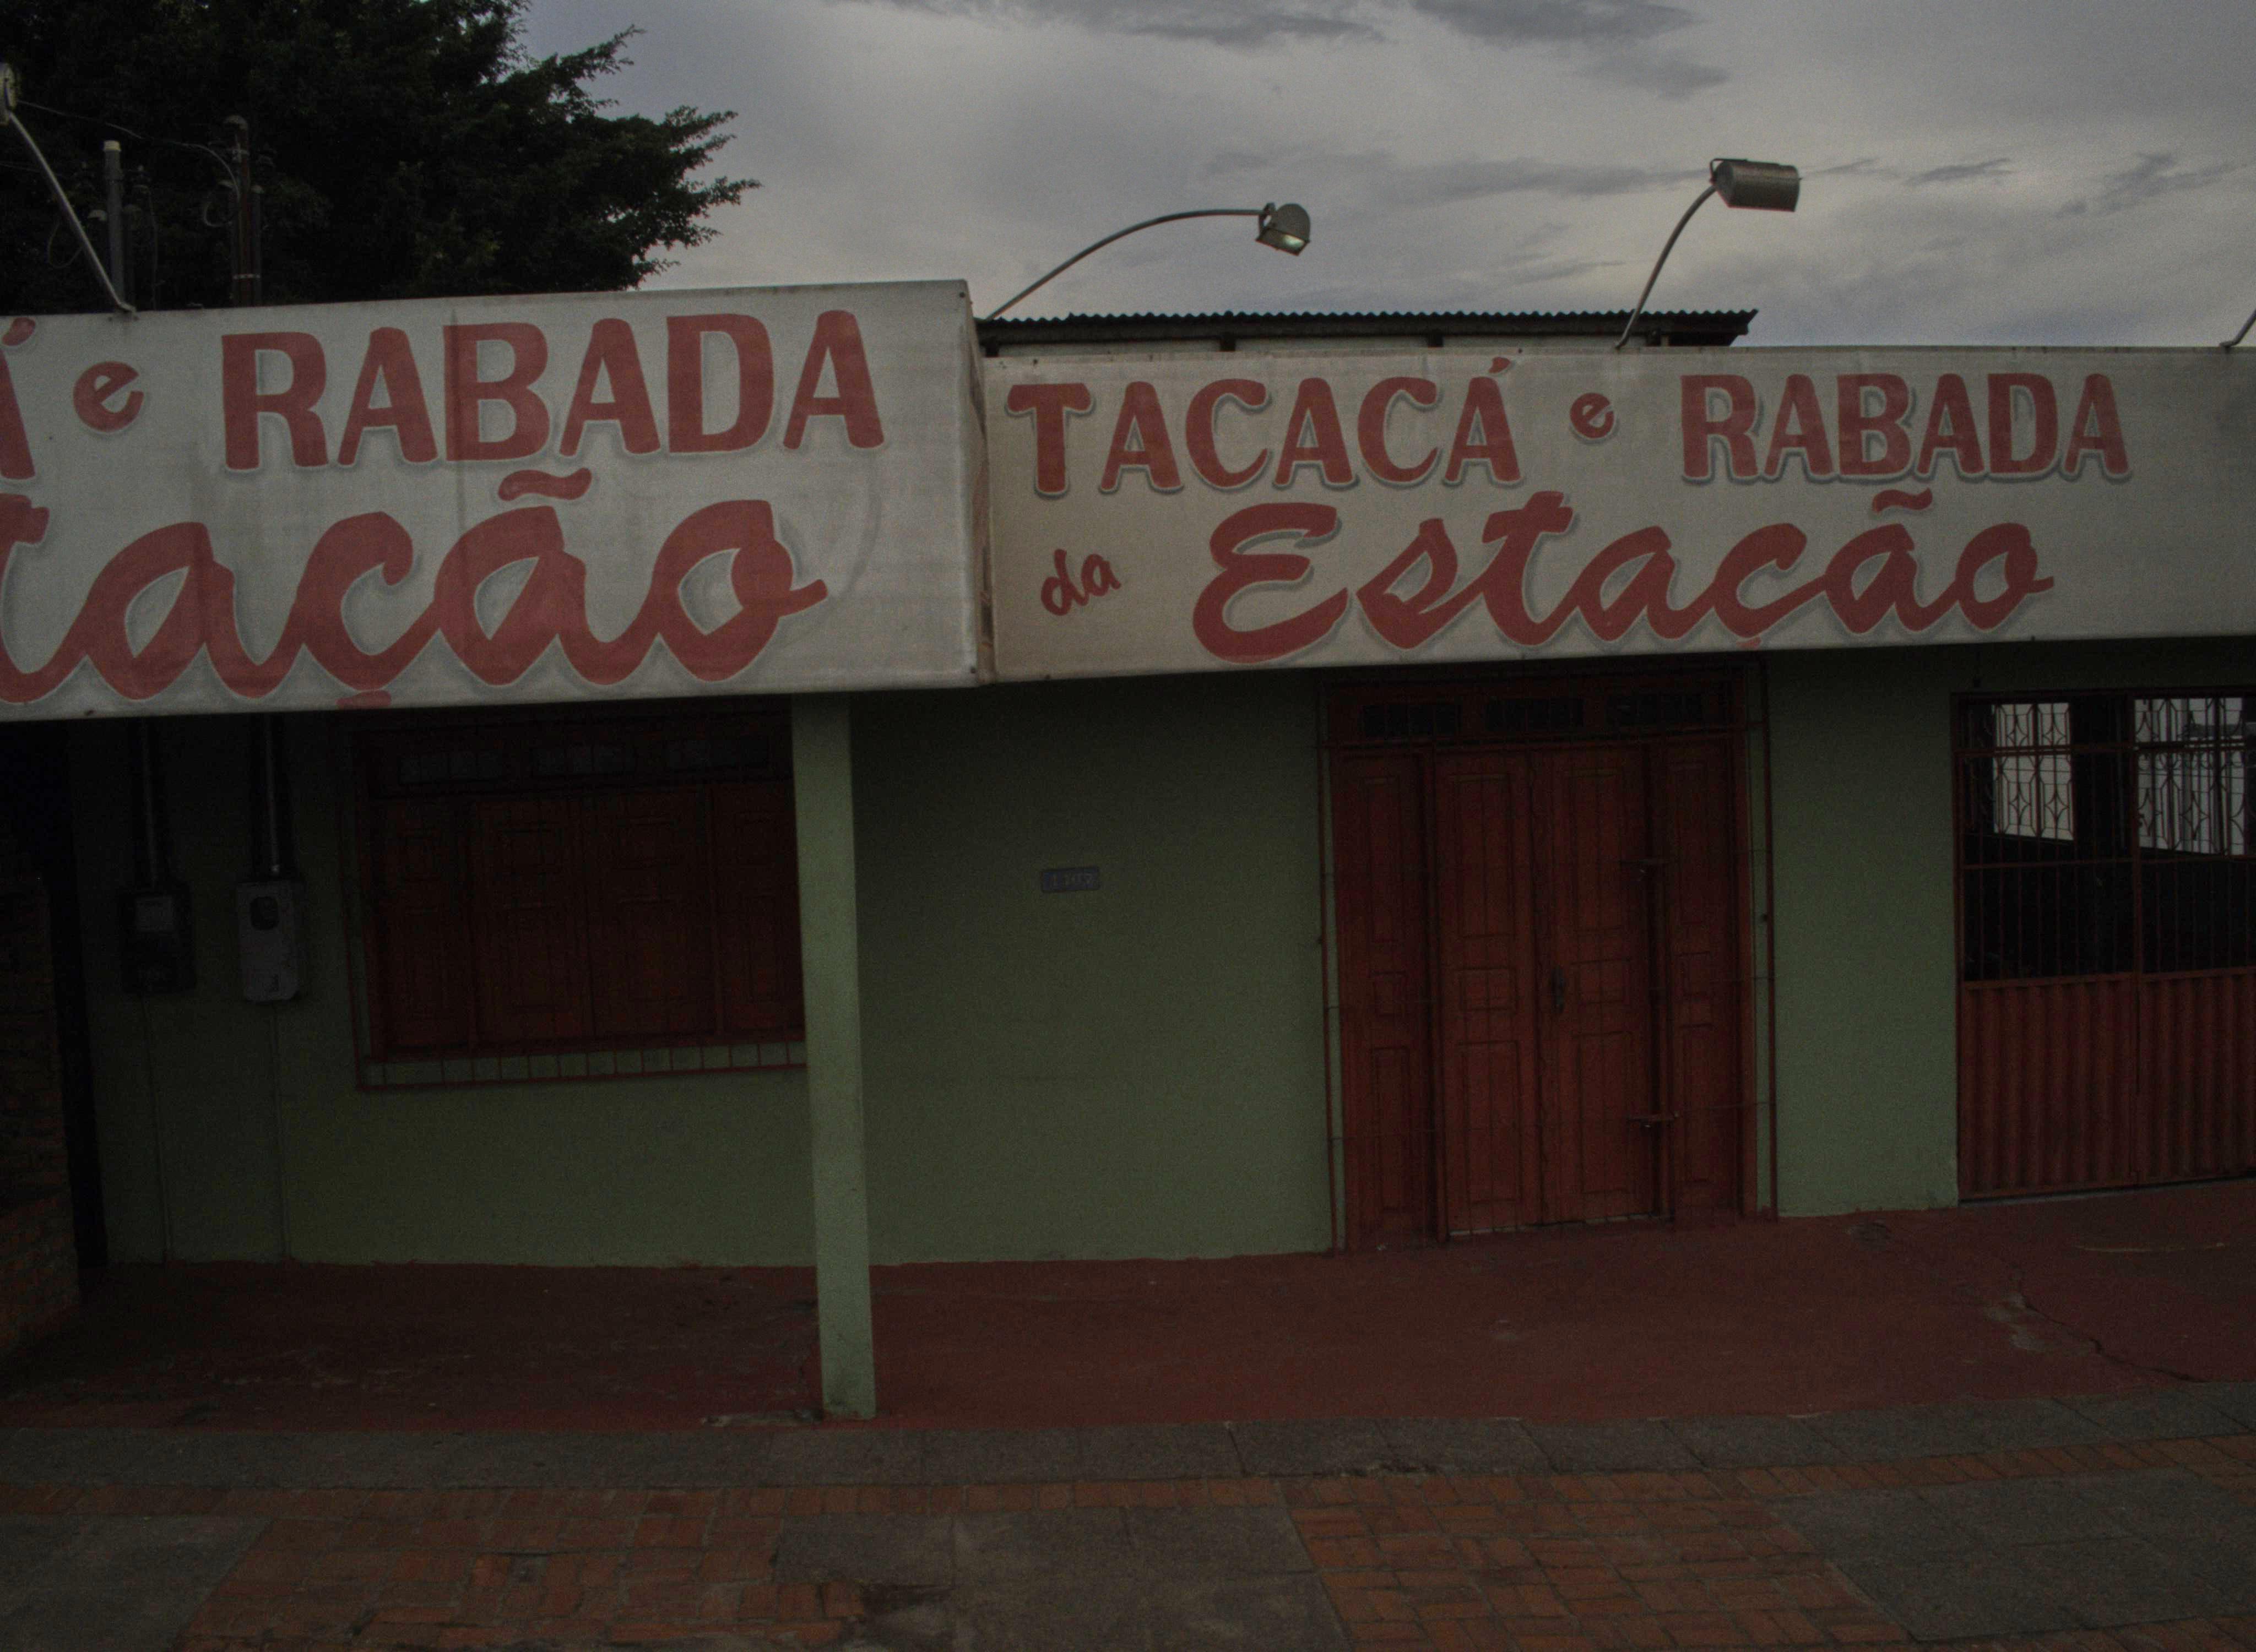 Á e RABADA
tação
TACACÁ e RABADA
da Estação